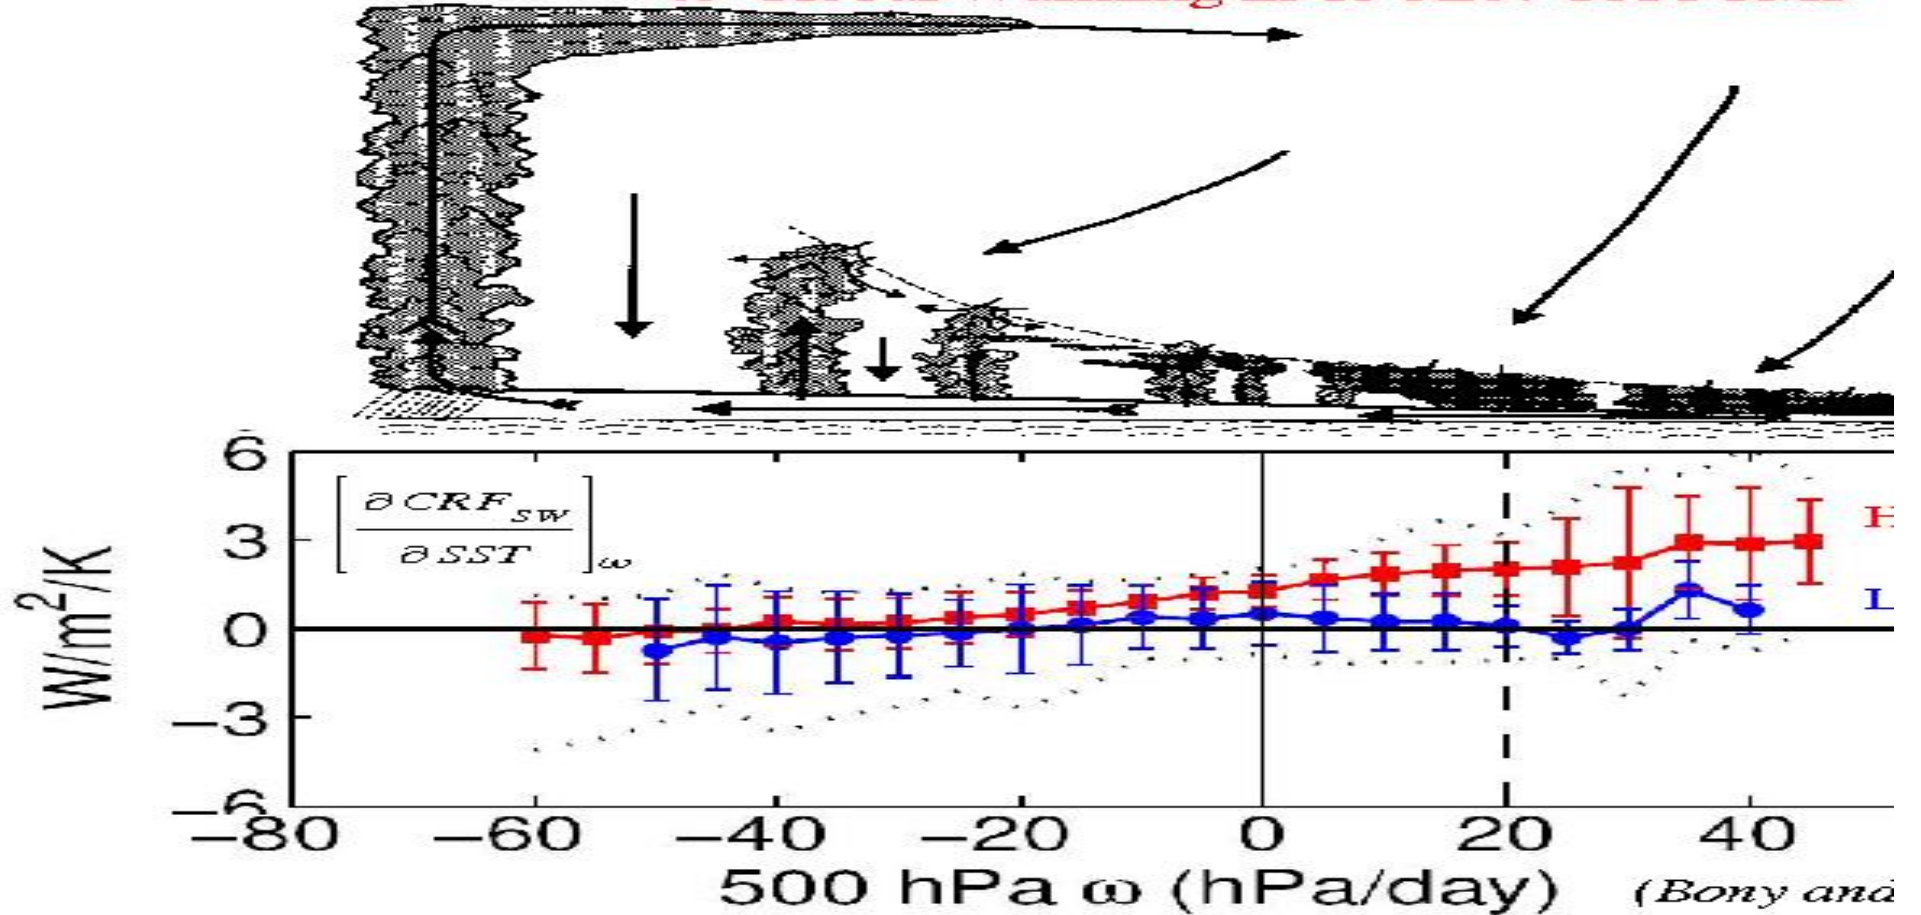 6
3
0
−3
−6
W/m²/K
[∂CRF_SW / ∂SST]_ω
H
L
−80 −60 −40 −20 0 20 40
500 hPa ω (hPa/day)
(Bony and